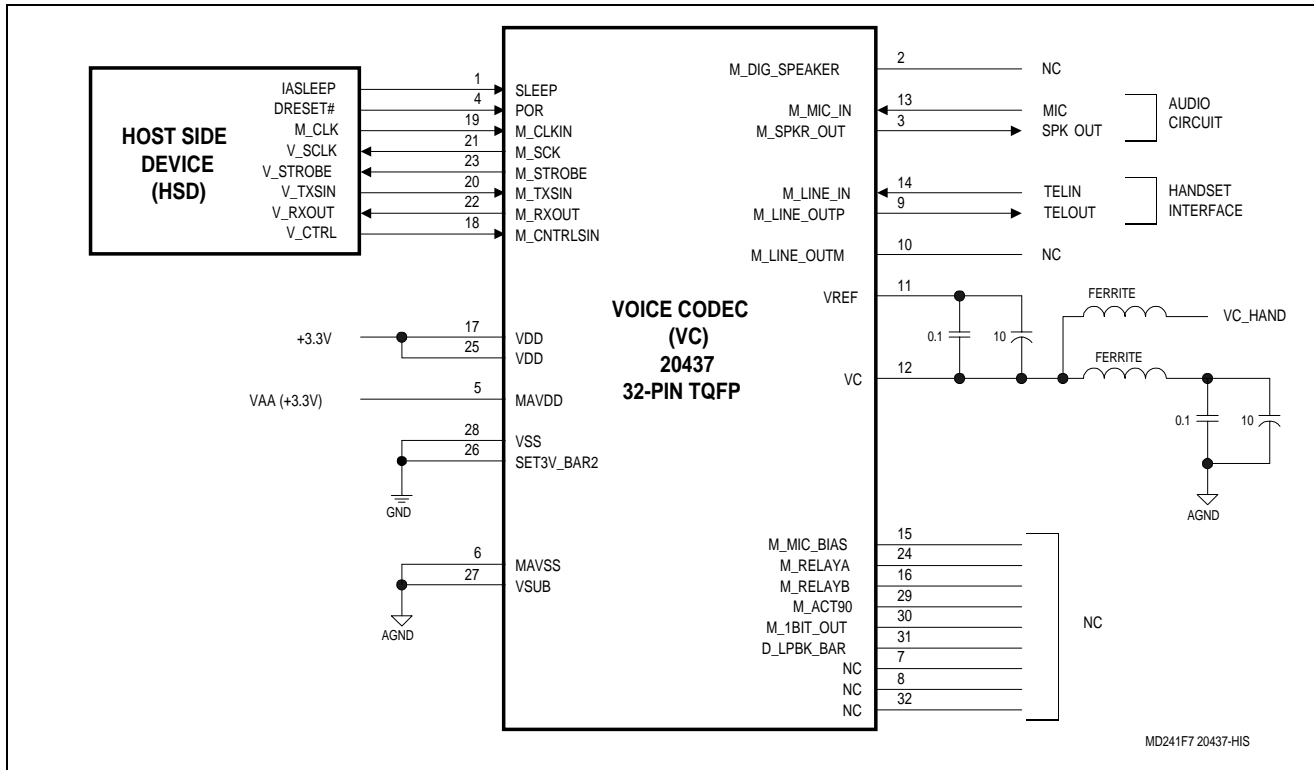 HOST SIDE
DEVICE
(HSD)
IASLEEP
DRESET#
M_CLK
V_SCLK
V_STROBE
V_TXSIN
V_RXOUT
V_CTRL
1
4
19
21
23
20
22
18
SLEEP
POR
M_CLKIN
M_SCK
M_STROBE
M_TXSIN
M_RXOUT
M_CNTRLSIN
+3.3V
17
25
VDD
VDD
VAA (+3.3V)
5
MAVDD
28
26
VSS
SET3V_BAR2
GND
6
27
MAVSS
VSUB
AGND
VOICE CODEC
(VC)
20437
32-PIN TQFP
M_DIG_SPEAKER
2
NC
M_MIC_IN
13
MIC
M_SPKR_OUT
3
SPK OUT
AUDIO
CIRCUIT
M_LINE_IN
14
TELIN
M_LINE_OUTP
9
TELOUT
HANDSET
INTERFACE
M_LINE_OUTM
10
NC
VREF
11
0.1
10
FERRITE
VC_HAND
VC
12
FERRITE
0.1
10
AGND
M_MIC_BIAS
15
M_RELAYA
24
M_RELAYB
16
M_ACT90
29
M_1BIT_OUT
30
D_LPBK_BAR
31
NC
7
NC
8
NC
32
NC
MD241F7 20437-HIS